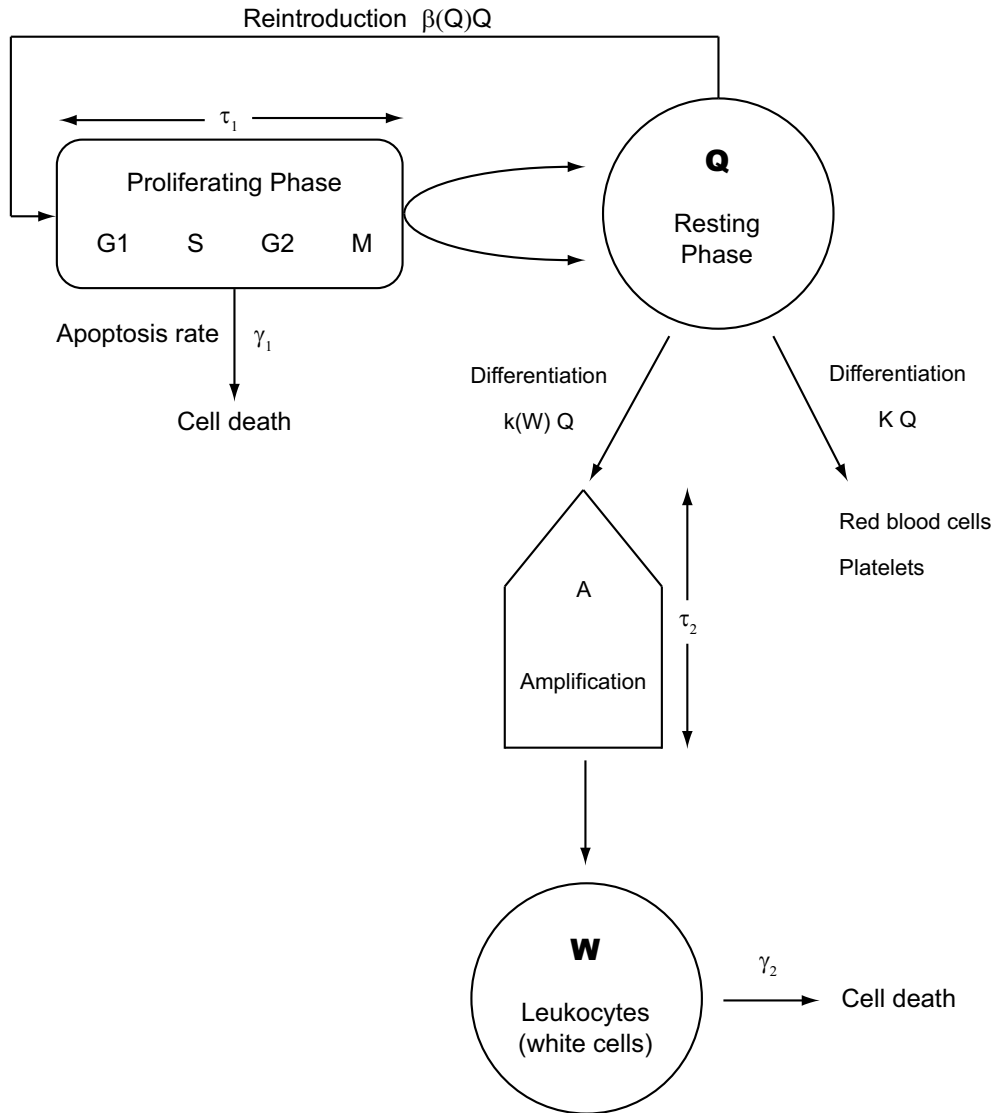 Reintroduction β(Q)Q
τ₁
Proliferating Phase
G1 S G2 M
Q
Resting
Phase
Apoptosis rate γ₁
Cell death
Differentiation
k(W) Q
Differentiation
K Q
Red blood cells
Platelets
A
Amplification
τ₂
W
Leukocytes
(white cells)
γ₂
Cell death